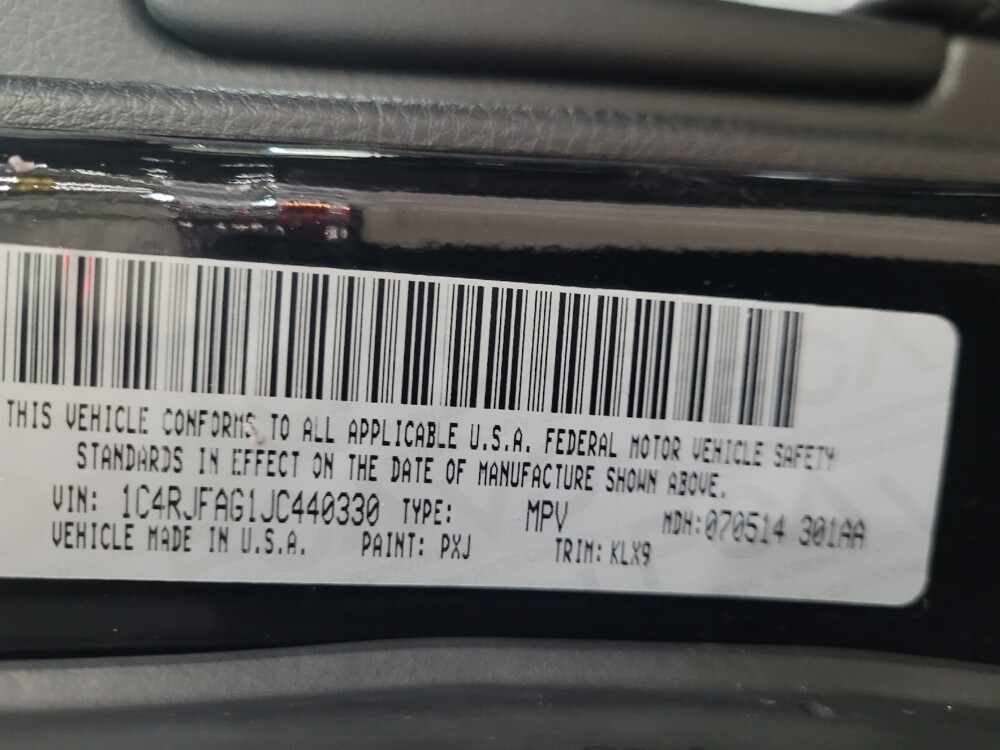 THIS VEHICLE CONFORMS TO ALL APPLICABLE U.S.A. FEDERAL MOTOR VEHICLE SAFETY
STANDARDS IN EFFECT ON THE DATE OF MANUFACTURE SHOWN ABOVE.
VIN: 1C4RJFAG1JC440330 TYPE: MPV MDH:070514 301AA
VEHICLE MADE IN U.S.A. PAINT: PXJ TRIM: KLX9